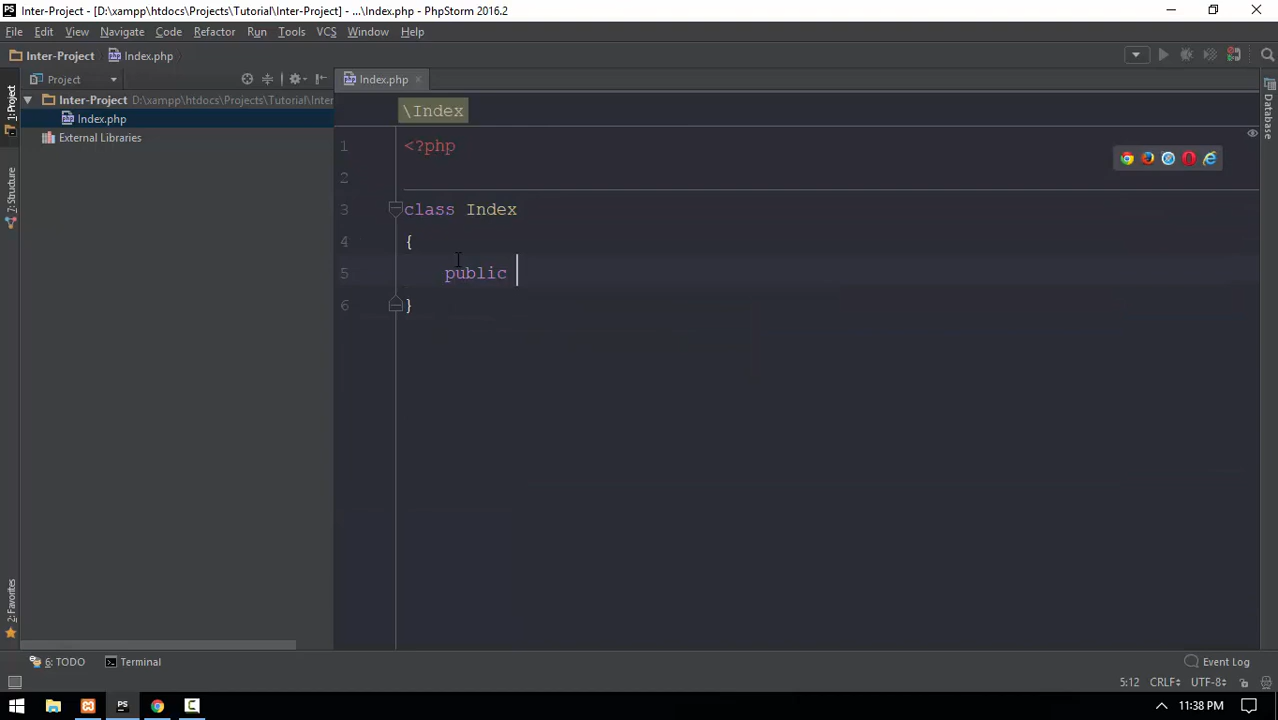 Inter-Project - [D:\xampp\htdocs\Projects\Tutorial\Inter-Project] - ...\Index.php - PhpStorm 2016.2
File Edit View Navigate Code Refactor Run Tools VCS Window Help
Inter-Project Index.php
Project
Index.php
1: Project
7: Structure
2: Favorites
Inter-Project D:\xampp\htdocs\Projects\Tutorial\Inter
Index.php
External Libraries
\Index
1 <?php
2
3 class Index
4 {
5 public
6 }
Database
6: TODO Terminal
Event Log
5:12 CRLF UTF-8
11:38 PM